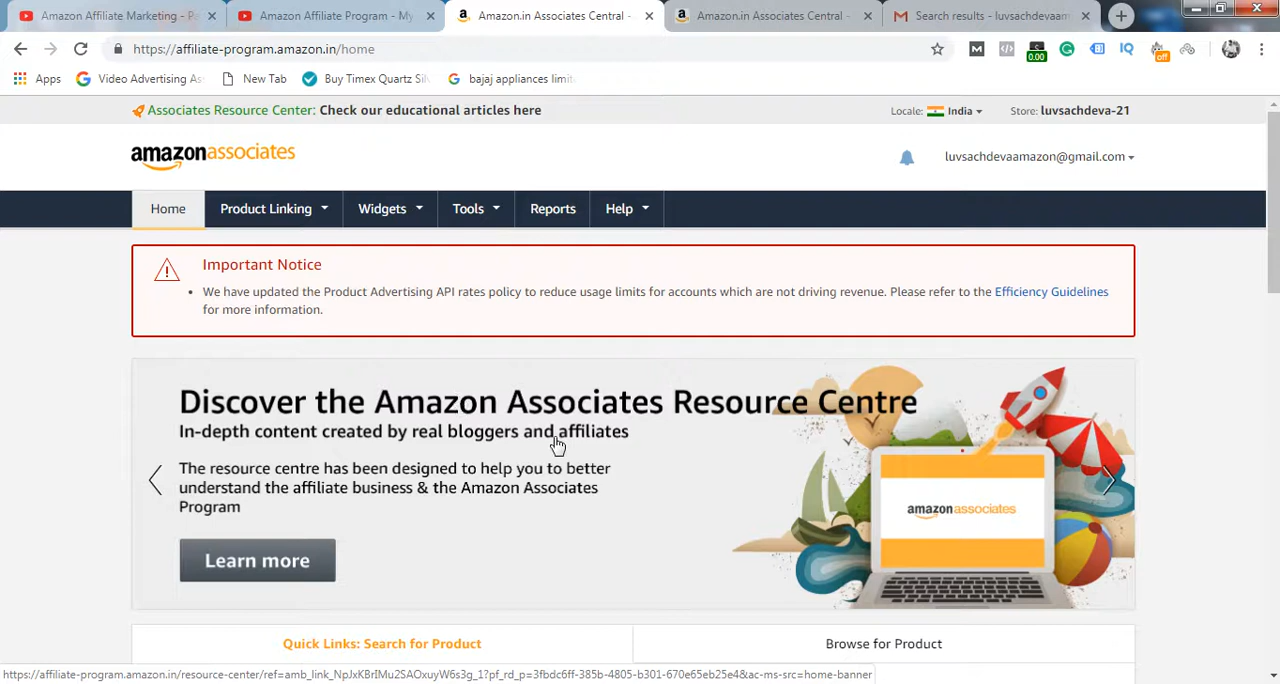 Amazon Affiliate Marketing - Pa
Amazon Affiliate Program - My
Amazon.in Associates Central -
Amazon.in Associates Central -
Search results - luvsachdevaam
https://affiliate-program.amazon.in/home
0.00
IQ
off
Apps
Video Advertising As
New Tab
Buy Timex Quartz Silv
bajaj appliances limit
Associates Resource Center: Check our educational articles here
Locale: India
Store: luvsachdeva-21
amazonassociates
luvsachdevaamazon@gmail.com
Home
Product Linking
Widgets
Tools
Reports
Help
Important Notice
• We have updated the Product Advertising API rates policy to reduce usage limits for accounts which are not driving revenue. Please refer to the Efficiency Guidelines
for more information.
Discover the Amazon Associates Resource Centre
In-depth content created by real bloggers and affiliates
The resource centre has been designed to help you to better
understand the affiliate business & the Amazon Associates
Program
Learn more
amazonassociates
Quick Links: Search for Product
Browse for Product
https://affiliate-program.amazon.in/resource-center/ref=amb_link_NpJxKBrIMu2SAOxuyW6s3g_1?pf_rd_p=3fbdc6ff-385b-4805-b301-670e65eb25e4&ac-ms-src=home-banner